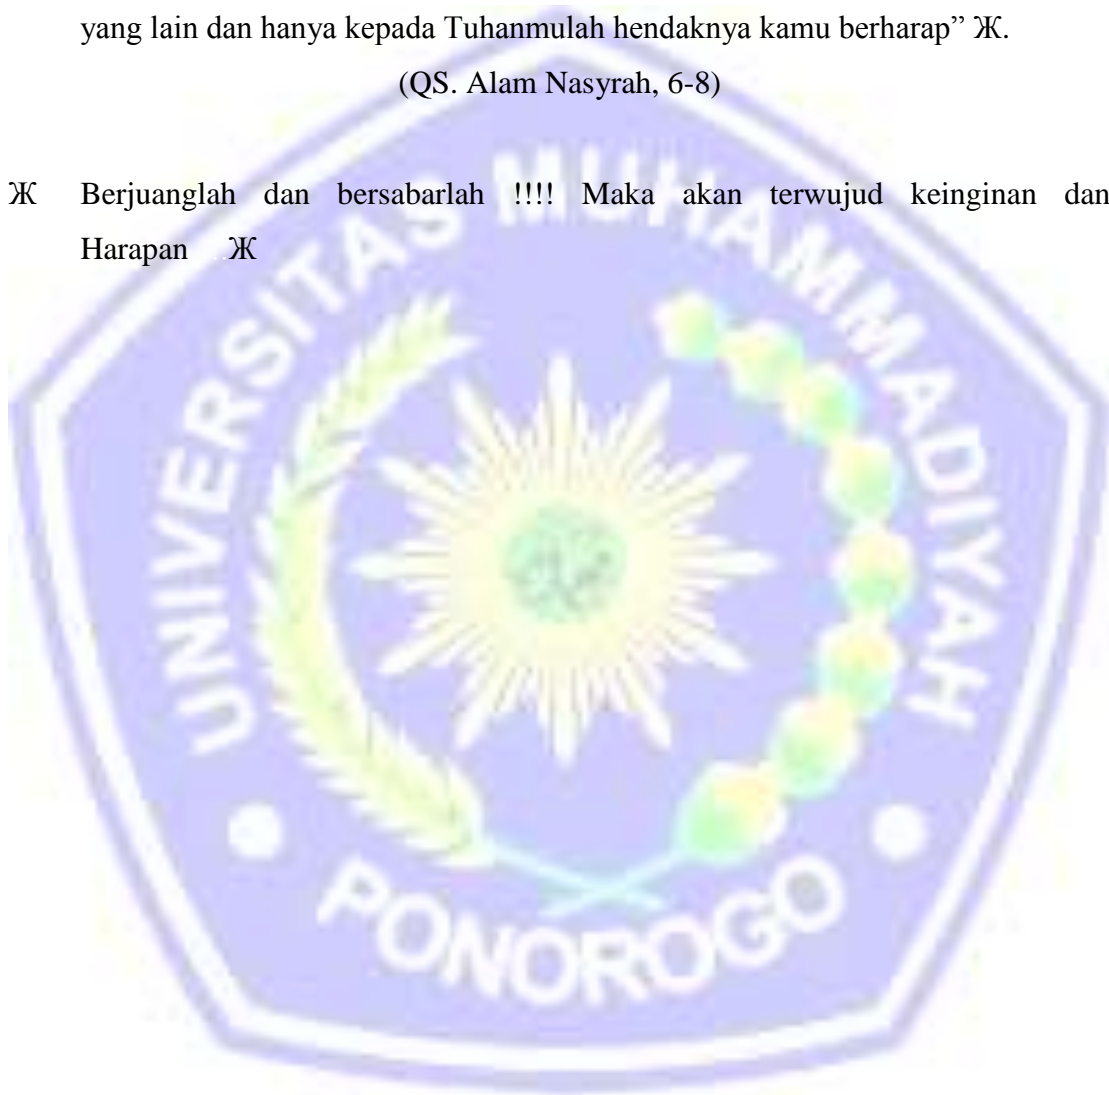 yang lain dan hanya kepada Tuhanmulah hendaknya kamu berharap” Ж.
(QS. Alam Nasyrah, 6-8)
Ж Berjuanglah dan bersabarlah !!!! Maka akan terwujud keinginan dan
Harapan ..Ж
UNIVERSITAS MUHAMMADIYAH
PONOROGO